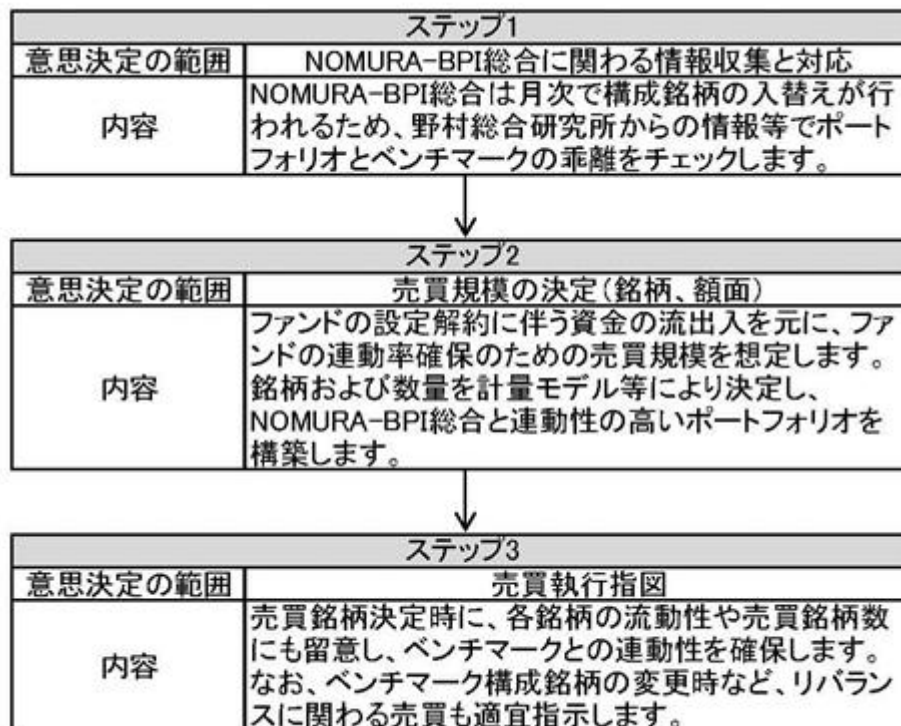 ステップ1
意思決定の範囲 NOMURA-BPI総合に関わる情報収集と対応
内容
NOMURA-BPI総合は月次で構成銘柄の入替えが行
われるため、野村総合研究所からの情報等でポート
フォリオとベンチマークの乖離をチェックします。
ステップ2
意思決定の範囲 売買規模の決定(銘柄、額面)
内容
ファンドの設定解約に伴う資金の流出入を元に、ファ
ンドの連動率確保のための売買規模を想定します。
銘柄および数量を計量モデル等により決定し、
NOMURA-BPI総合と連動性の高いポートフォリオを
構築します。
ステップ3
意思決定の範囲 売買執行指図
内容
売買銘柄決定時に、各銘柄の流動性や売買銘柄数
にも留意し、ベンチマークとの連動性を確保します。
なお、ベンチマーク構成銘柄の変更時など、リバラン
スに関わる売買も適宜指示します。